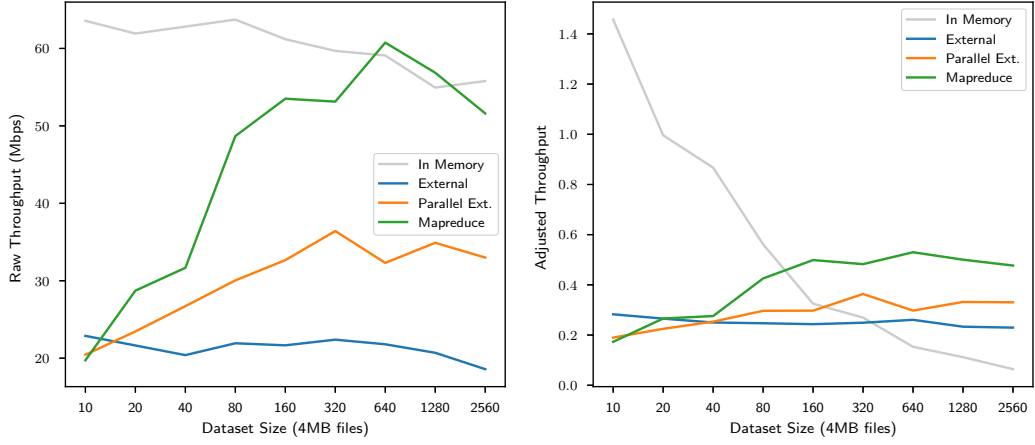 Raw Throughput (Mbps)
60
50
40
30
20
In Memory
External
Parallel Ext.
Mapreduce
10 20 40 80 160 320 640 1280 2560
Dataset Size (4MB files)
Adjusted Throughput
1.4
1.2
1.0
0.8
0.6
0.4
0.2
0.0
In Memory
External
Parallel Ext.
Mapreduce
10 20 40 80 160 320 640 1280 2560
Dataset Size (4MB files)